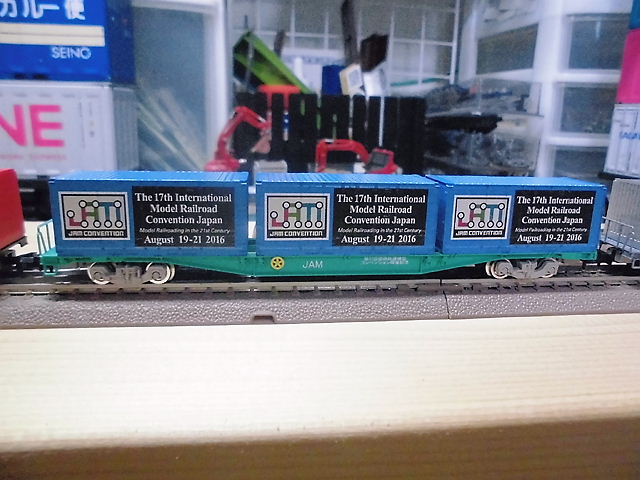 カルー便
SEINO
NE
JAM
JAM CONVENTION
The 17th International
Model Railroad
Convention Japan
Model Railroading in the 21st Century
August 19-21 2016
JAM
JAM CONVENTION
The 17th International
Model Railroad
Convention Japan
Model Railroading in the 21st Century
August 19-21 2016
JAM
JAM CONVENTION
The 17th International
Model Railroad
Convention Japan
Model Railroading in the 21st Century
August 19-21 2016
JAM